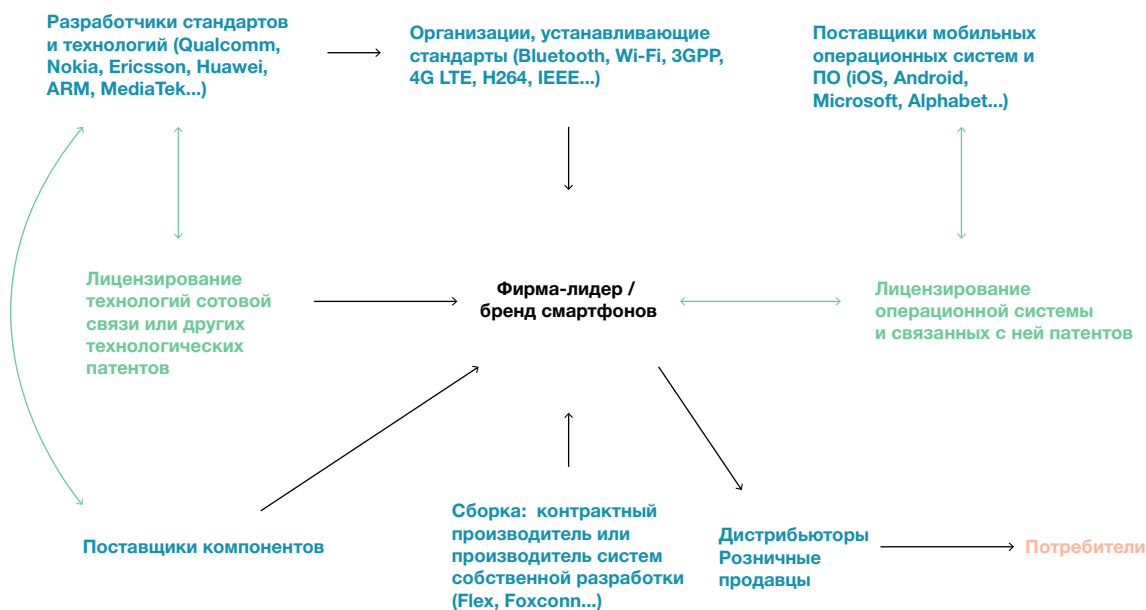 Разработчики стандартов
и технологий (Qualcomm,
Nokia, Ericsson, Huawei,
ARM, MediaTek...)
Организации, устанавливающие
стандарты (Bluetooth, Wi-Fi, 3GPP,
4G LTE, H264, IEEE...)
Поставщики мобильных
операционных систем и
ПО (iOS, Android,
Microsoft, Alphabet...)
Лицензирование
технологий сотовой
связи или других
технологических
патентов
Фирма-лидер /
бренд смартфонов
Лицензирование
операционной системы
и связанных с ней патентов
Поставщики компонентов
Сборка: контрактный
производитель или
производитель систем
собственной разработки
(Flex, Foxconn...)
Дистрибьюторы
Розничные
продавцы
Потребители